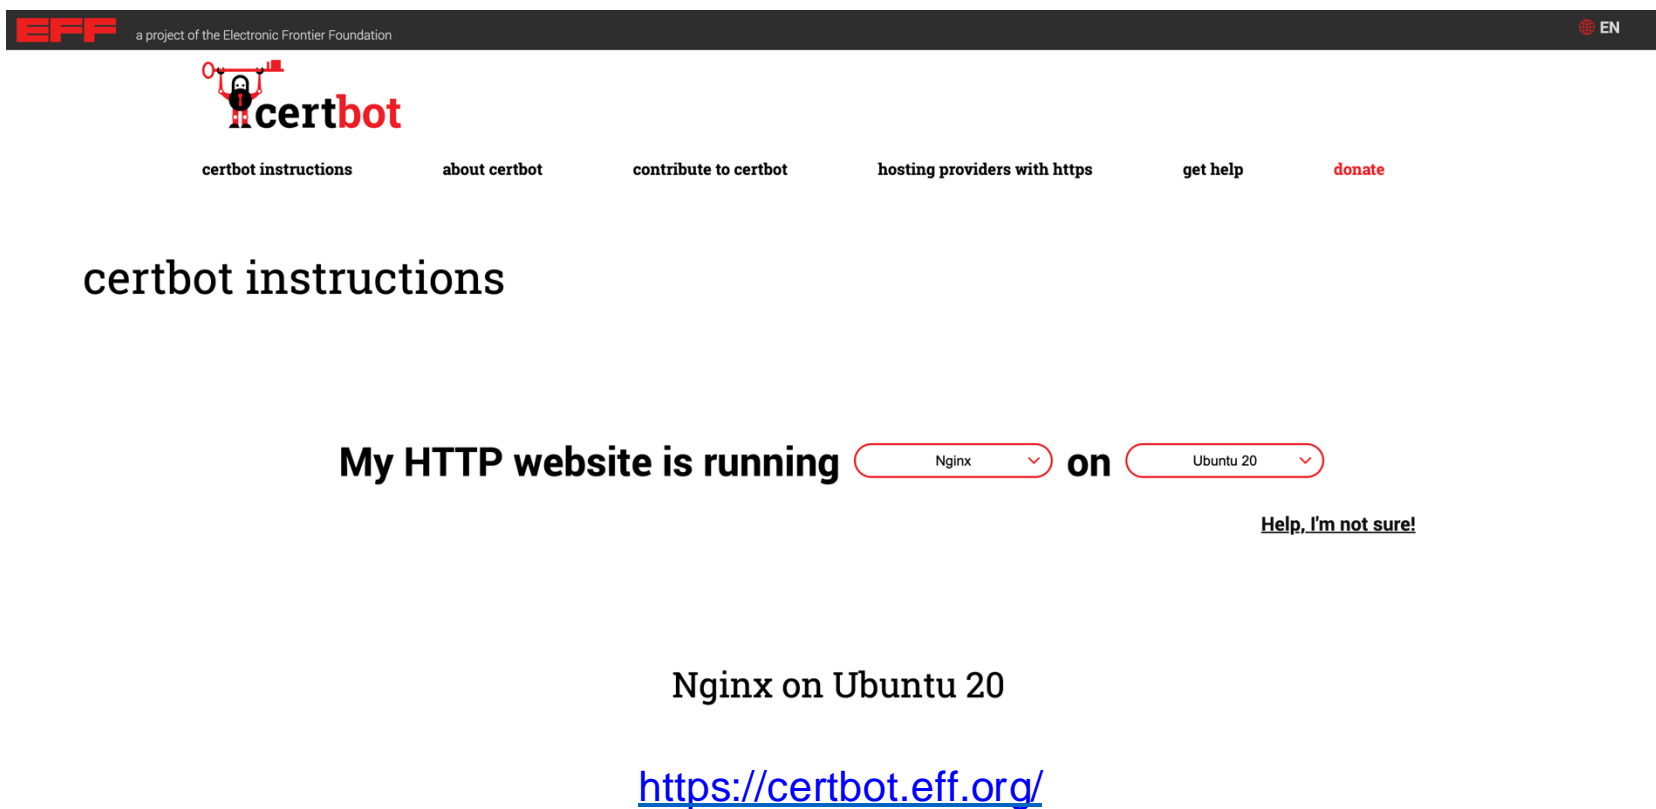 EFF a project of the Electronic Frontier Foundation EN
certbot
certbot instructions about certbot contribute to certbot hosting providers with https get help donate
certbot instructions
My HTTP website is running Nginx on Ubuntu 20
Help, I'm not sure!
Nginx on Ubuntu 20
https://certbot.eff.org/